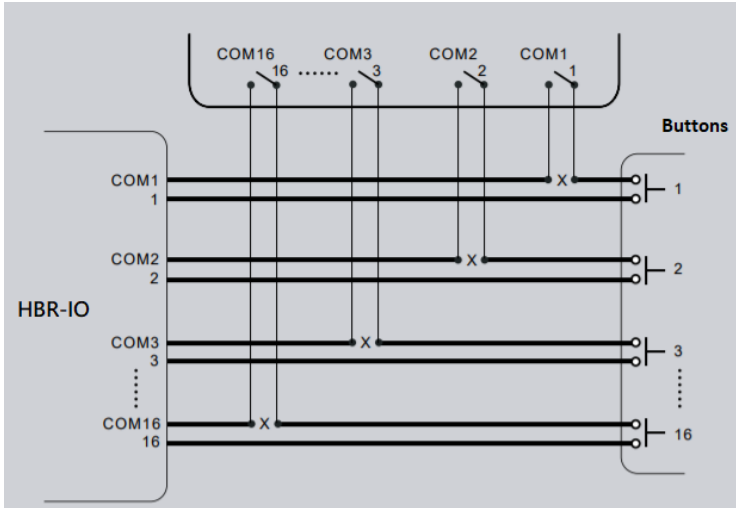 COM16 COM3 COM2 COM1
16 ...... 3 2 1
Buttons
COM1
1
1
COM2
2
2
HBR-IO
COM3
3
3
COM16
16
16
X
X
X
X